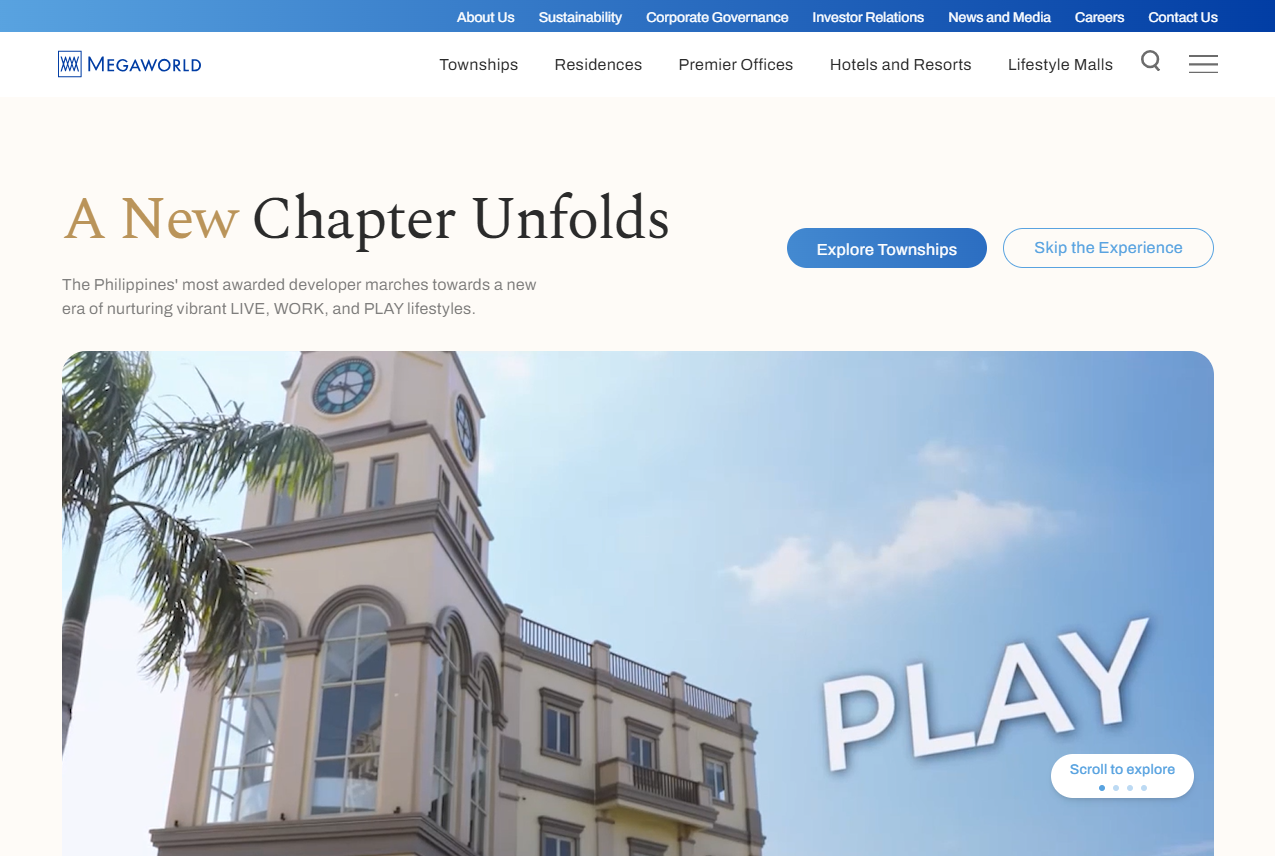 About Us Sustainability Corporate Governance Investor Relations News and Media Careers Contact Us
MEGAWORLD Townships Residences Premier Offices Hotels and Resorts Lifestyle Malls
A New Chapter Unfolds
Explore Townships Skip the Experience
The Philippines' most awarded developer marches towards a new
era of nurturing vibrant LIVE, WORK, and PLAY lifestyles.
PLAY
Scroll to explore